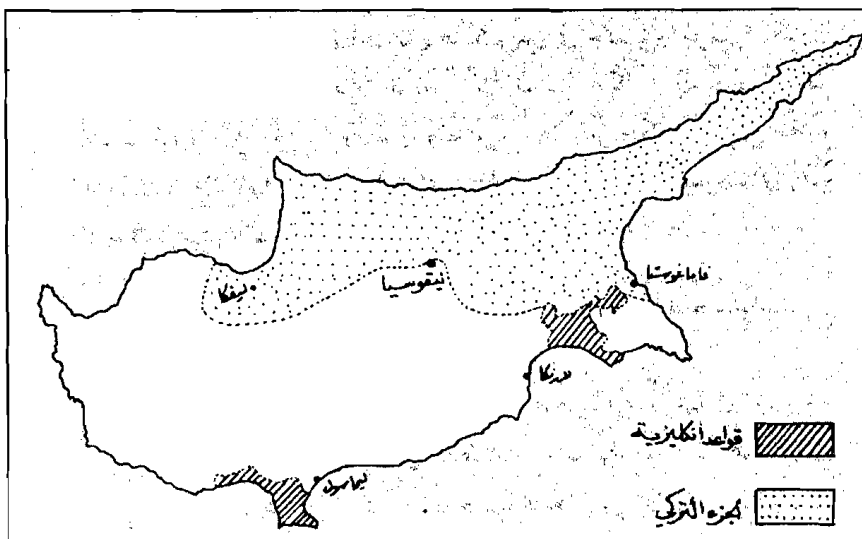 فاماغوستا
نيقوسيا
ليفكا
لارنكا
ليماسول
قواعد انكليزية
الجزء التركي